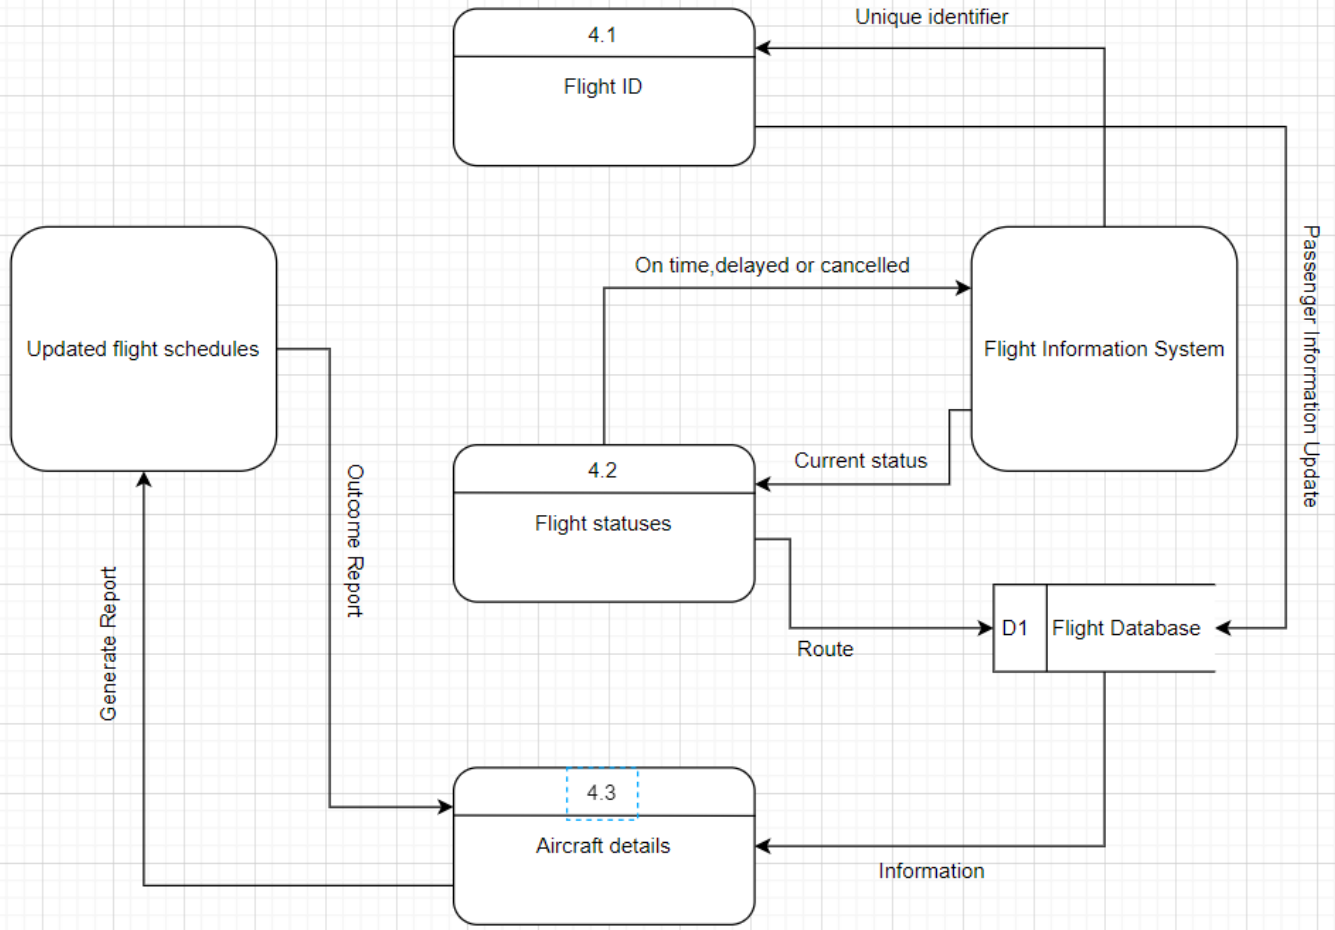 Unique identifier
4.1
Flight ID
On time,delayed or cancelled
Updated flight schedules
Flight Information System
Passenger Information Update
4.2
Current status
Flight statuses
Outcome Report
Generate Report
D1
Flight Database
Route
4.3
Aircraft details
Information